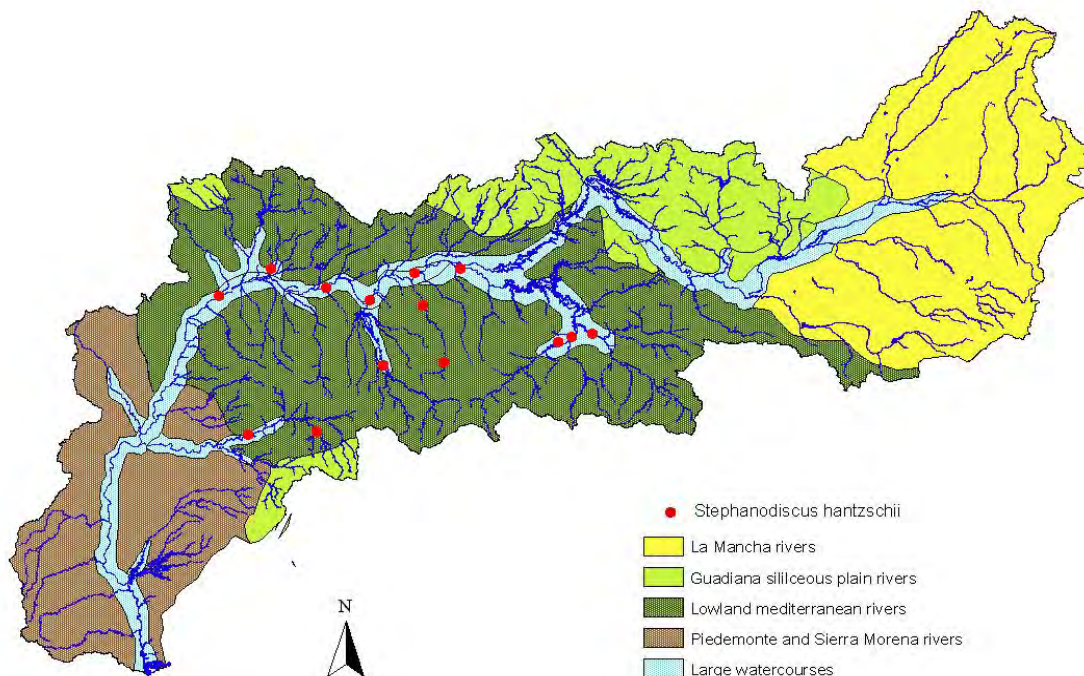 Stephanodiscus hantzschii
La Mancha rivers
Guadiana sililceous plain rivers
Lowland mediterranean rivers
N
Piedemonte and Sierra Morena rivers
Large watercourses